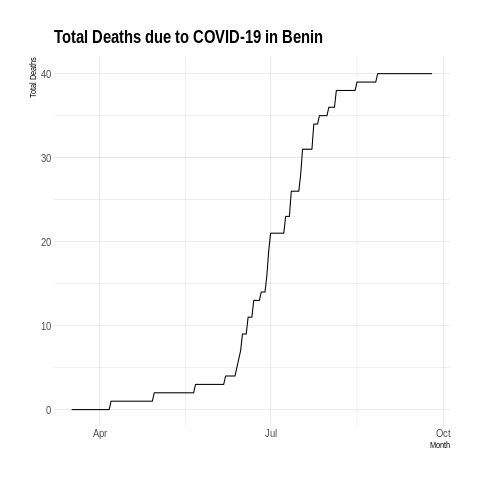 Total Deaths due to COVID-19 in Benin
Total Deaths
40
30
20
10
0
Apr
Jul
Oct
Month